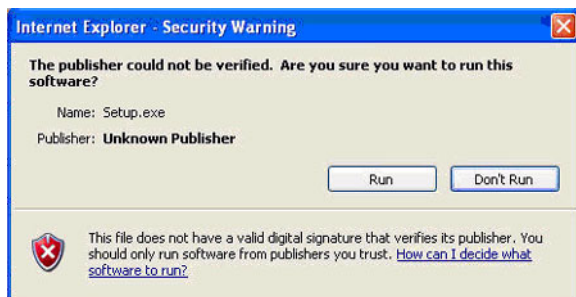 Internet Explorer - Security Warning
The publisher could not be verified. Are you sure you want to run this
software?
Name: Setup.exe
Publisher: Unknown Publisher
Run Don't Run
This file does not have a valid digital signature that verifies its publisher. You
should only run software from publishers you trust. How can I decide what
software to run?